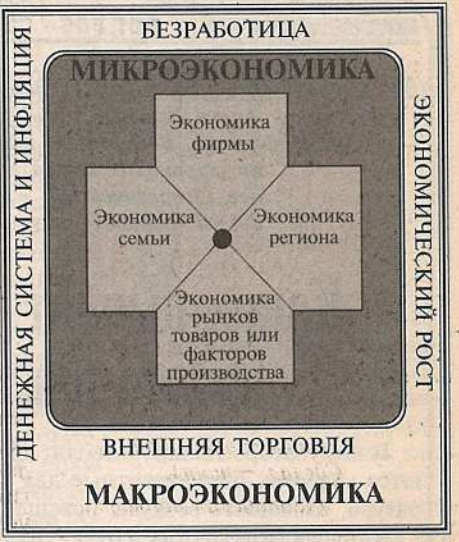 БЕЗРАБОТИЦА
ДЕНЕЖНАЯ СИСТЕМА И ИНФЛЯЦИЯ
МИКРОЭКОНОМИКА
Экономика
фирмы
Экономика
семьи
Экономика
региона
Экономика
рынков
товаров или
факторов
производства
ЭКОНОМИЧЕСКИЙ РОСТ
ВНЕШНЯЯ ТОРГОВЛЯ
МАКРОЭКОНОМИКА